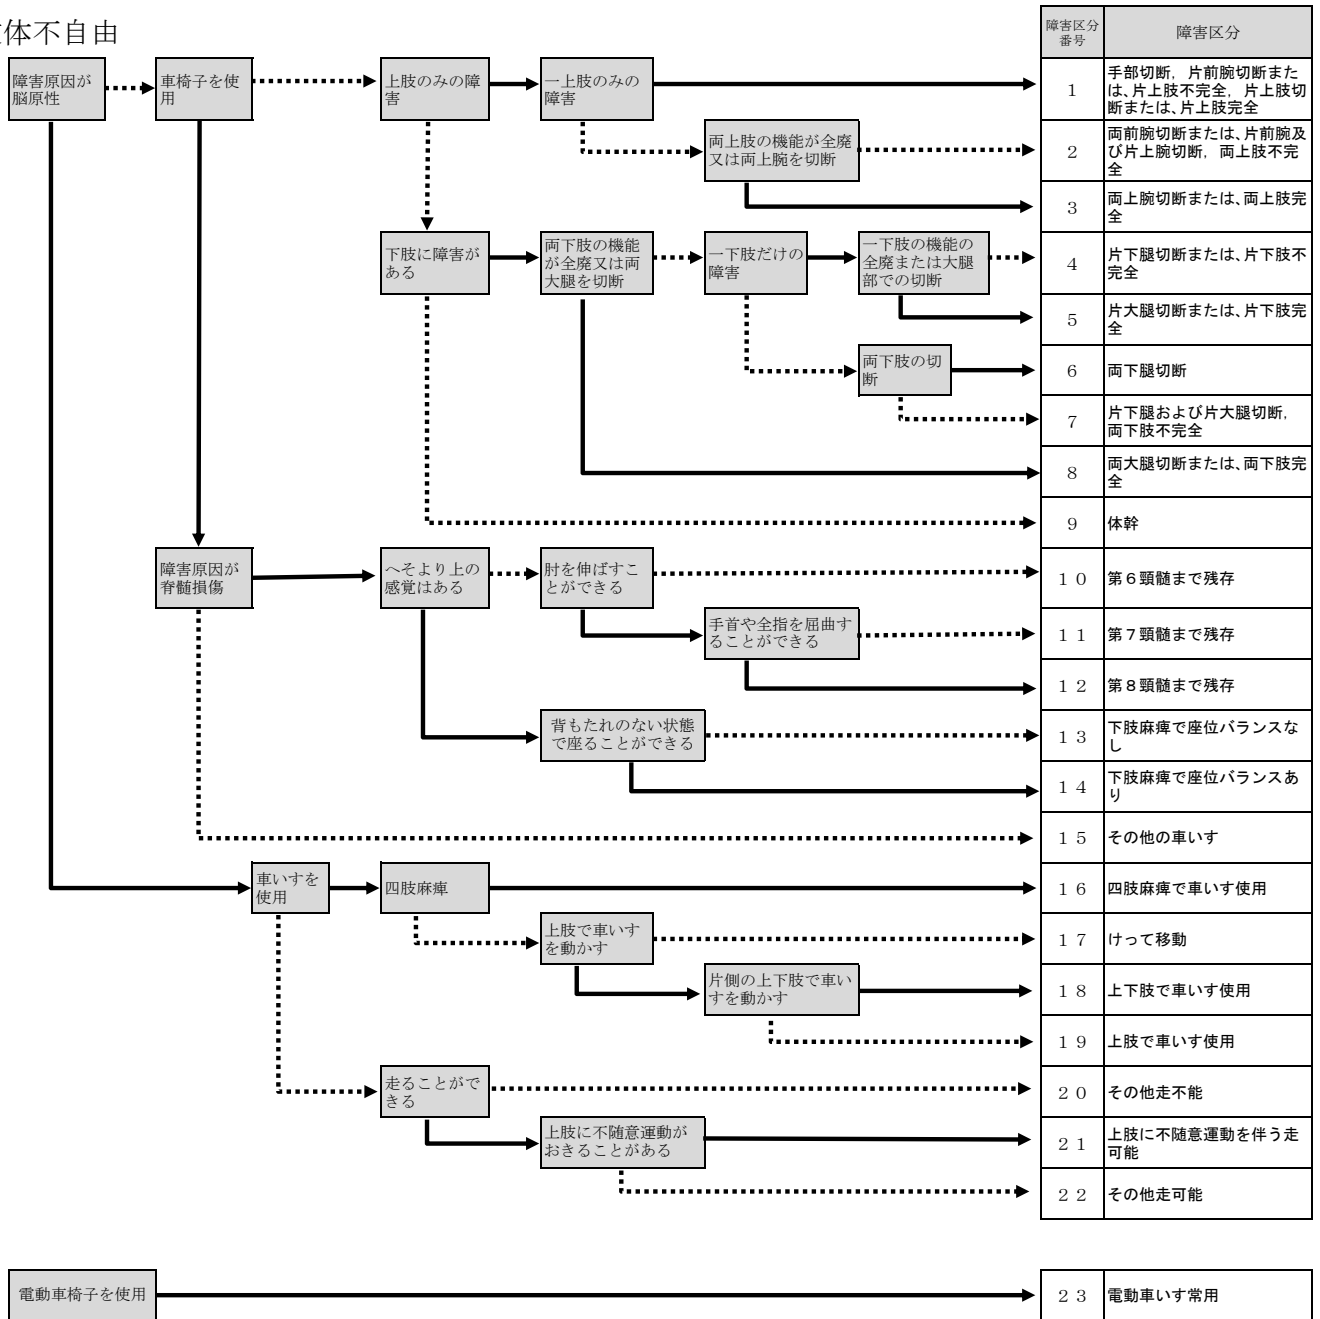 体不自由
障害区分
番号
障害区分
障害原因が
脳原性
車椅子を使
用
上肢のみの障
害
一上肢のみの
障害
1
手部切断，片前腕切断また
は、片上肢不完全，片上肢切
断または、片上肢完全
両上肢の機能が全廃
又は両上腕を切断
2
両前腕切断または、片前腕及
び片上腕切断，両上肢不完
全
3
両上腕切断または、両上肢完
全
下肢に障害が
ある
両下肢の機能
が全廃又は両
大腿を切断
一下肢だけの
障害
一下肢の機能の
全廃または大腿
部での切断
4
片下腿切断または、片下肢不
完全
5
片大腿切断または、片下肢完
全
両下肢の切
断
6
両下腿切断
7
片下腿および片大腿切断，
両下肢不完全
8
両大腿切断または、両下肢完
全
9
体幹
障害原因が
脊髄損傷
へそより上の
感覚はある
肘を伸ばすこ
とができる
１０
第６頸髄まで残存
手首や全指を屈曲す
ることができる
１１
第７頸髄まで残存
１２
第８頸髄まで残存
背もたれのない状態
で座ることができる
１３
下肢麻痺で座位バランスな
し
１４
下肢麻痺で座位バランスあ
り
１５
その他の車いす
車いすを
使用
四肢麻痺
１６
四肢麻痺で車いす使用
上肢で車いす
を動かす
１７
けって移動
片側の上下肢で車い
すを動かす
１８
上下肢で車いす使用
１９
上肢で車いす使用
走ることがで
きる
２０
その他走不能
上肢に不随意運動が
おきることがある
２１
上肢に不随意運動を伴う走
可能
２２
その他走可能
電動車椅子を使用
２３
電動車いす常用